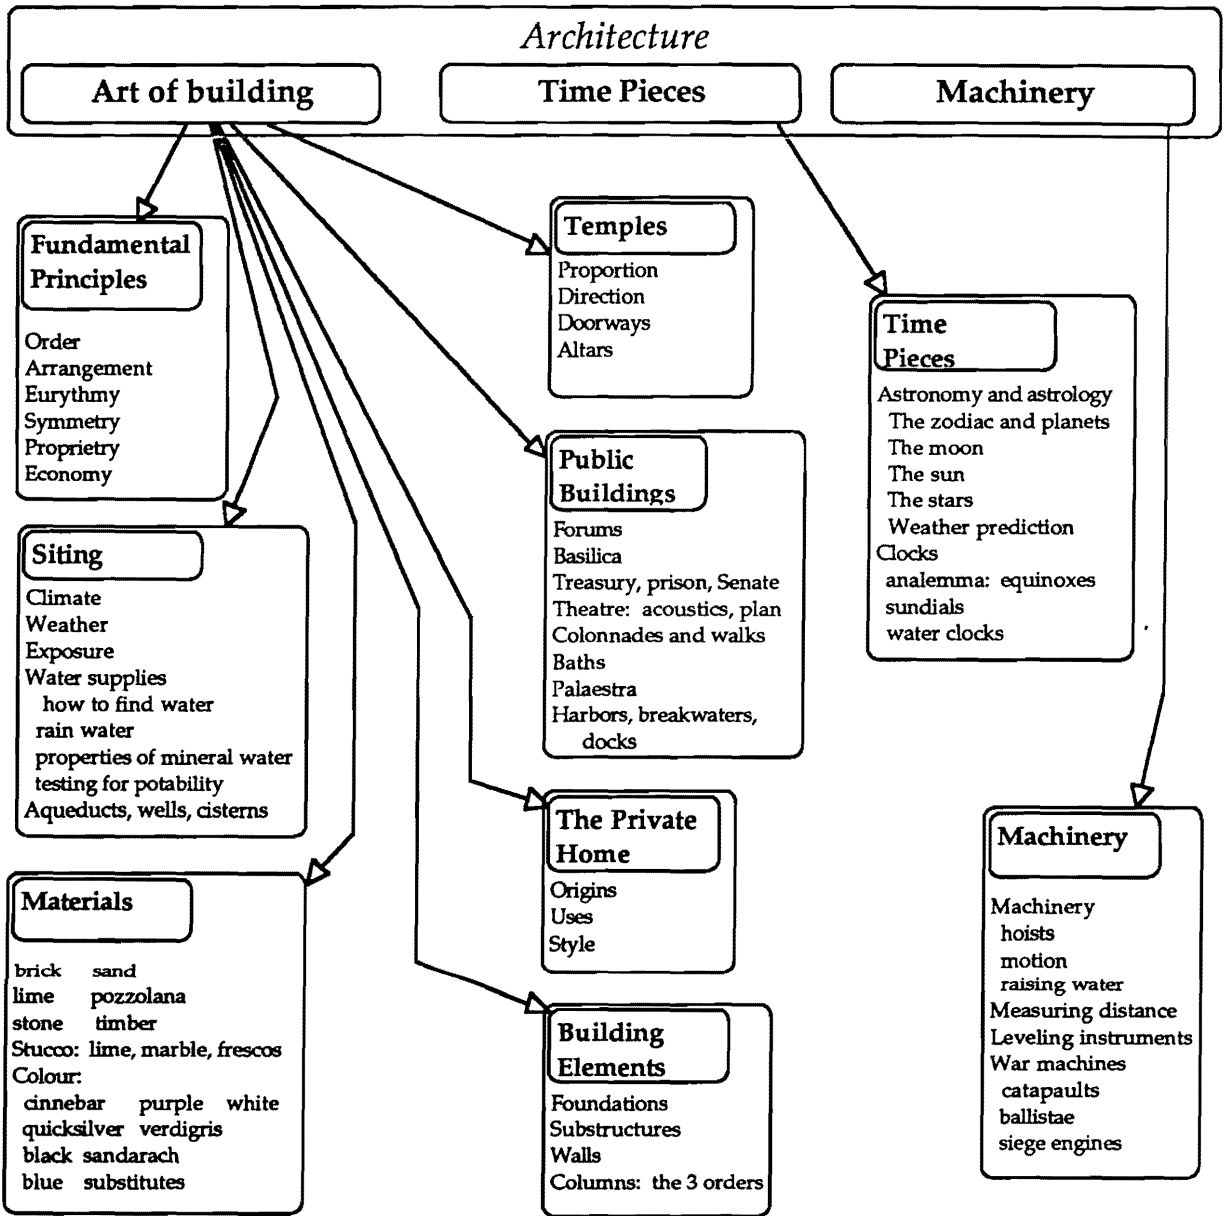 Architecture
Art of building
Time Pieces
Machinery
Fundamental
Principles
Order
Arrangement
Eurythmy
Symmetry
Proprietry
Economy
Siting
Climate
Weather
Exposure
Water supplies
how to find water
rain water
properties of mineral water
testing for potability
Aqueducts, wells, cisterns
Materials
brick sand
lime pozzolana
stone timber
Stucco: lime, marble, frescos
Colour:
cinnebar purple white
quicksilver verdigris
black sandarach
blue substitutes
Temples
Proportion
Direction
Doorways
Altars
Public
Buildings
Forums
Basilica
Treasury, prison, Senate
Theatre: acoustics, plan
Colonnades and walks
Baths
Palaestra
Harbors, breakwaters,
docks
The Private
Home
Origins
Uses
Style
Building
Elements
Foundations
Substructures
Walls
Columns: the 3 orders
Time
Pieces
Astronomy and astrology
The zodiac and planets
The moon
The sun
The stars
Weather prediction
Clocks
analemma: equinoxes
sundials
water clocks
Machinery
Machinery
hoists
motion
raising water
Measuring distance
Leveling instruments
War machines
catapaults
ballistae
siege engines